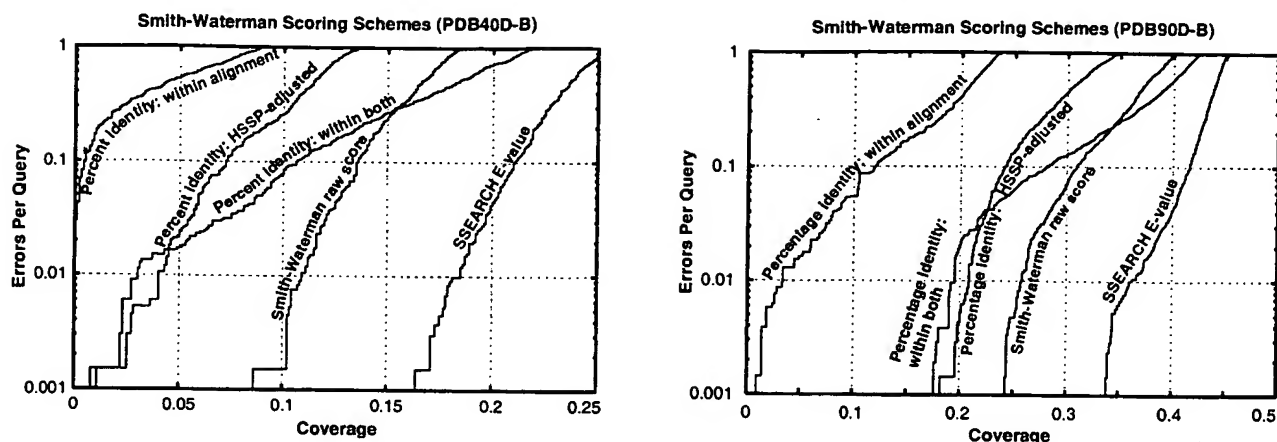 Smith-Waterman Scoring Schemes (PDB40D-B)
Errors Per Query
1
0.1
0.01
0.001
Percent Identity: within alignment
Percent Identity: HSSP-adjusted
Percent Identity: within both
Smith-Waterman raw score
SSEARCH E-value
0
0.05
0.1
0.15
0.2
0.25
Coverage
Smith-Waterman Scoring Schemes (PDB90D-B)
Errors Per Query
1
0.1
0.01
0.001
Percentage Identity: within alignment
Percentage Identity:
within both
Percentage Identity: HSSP-adjusted
Smith-Waterman raw score
SSEARCH E-value
0
0.1
0.2
0.3
0.4
0.5
Coverage